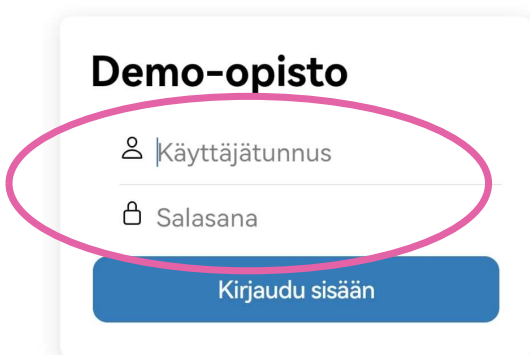 Demo-opisto
Käyttäjätunnus
Salasana
Kirjaudu sisään